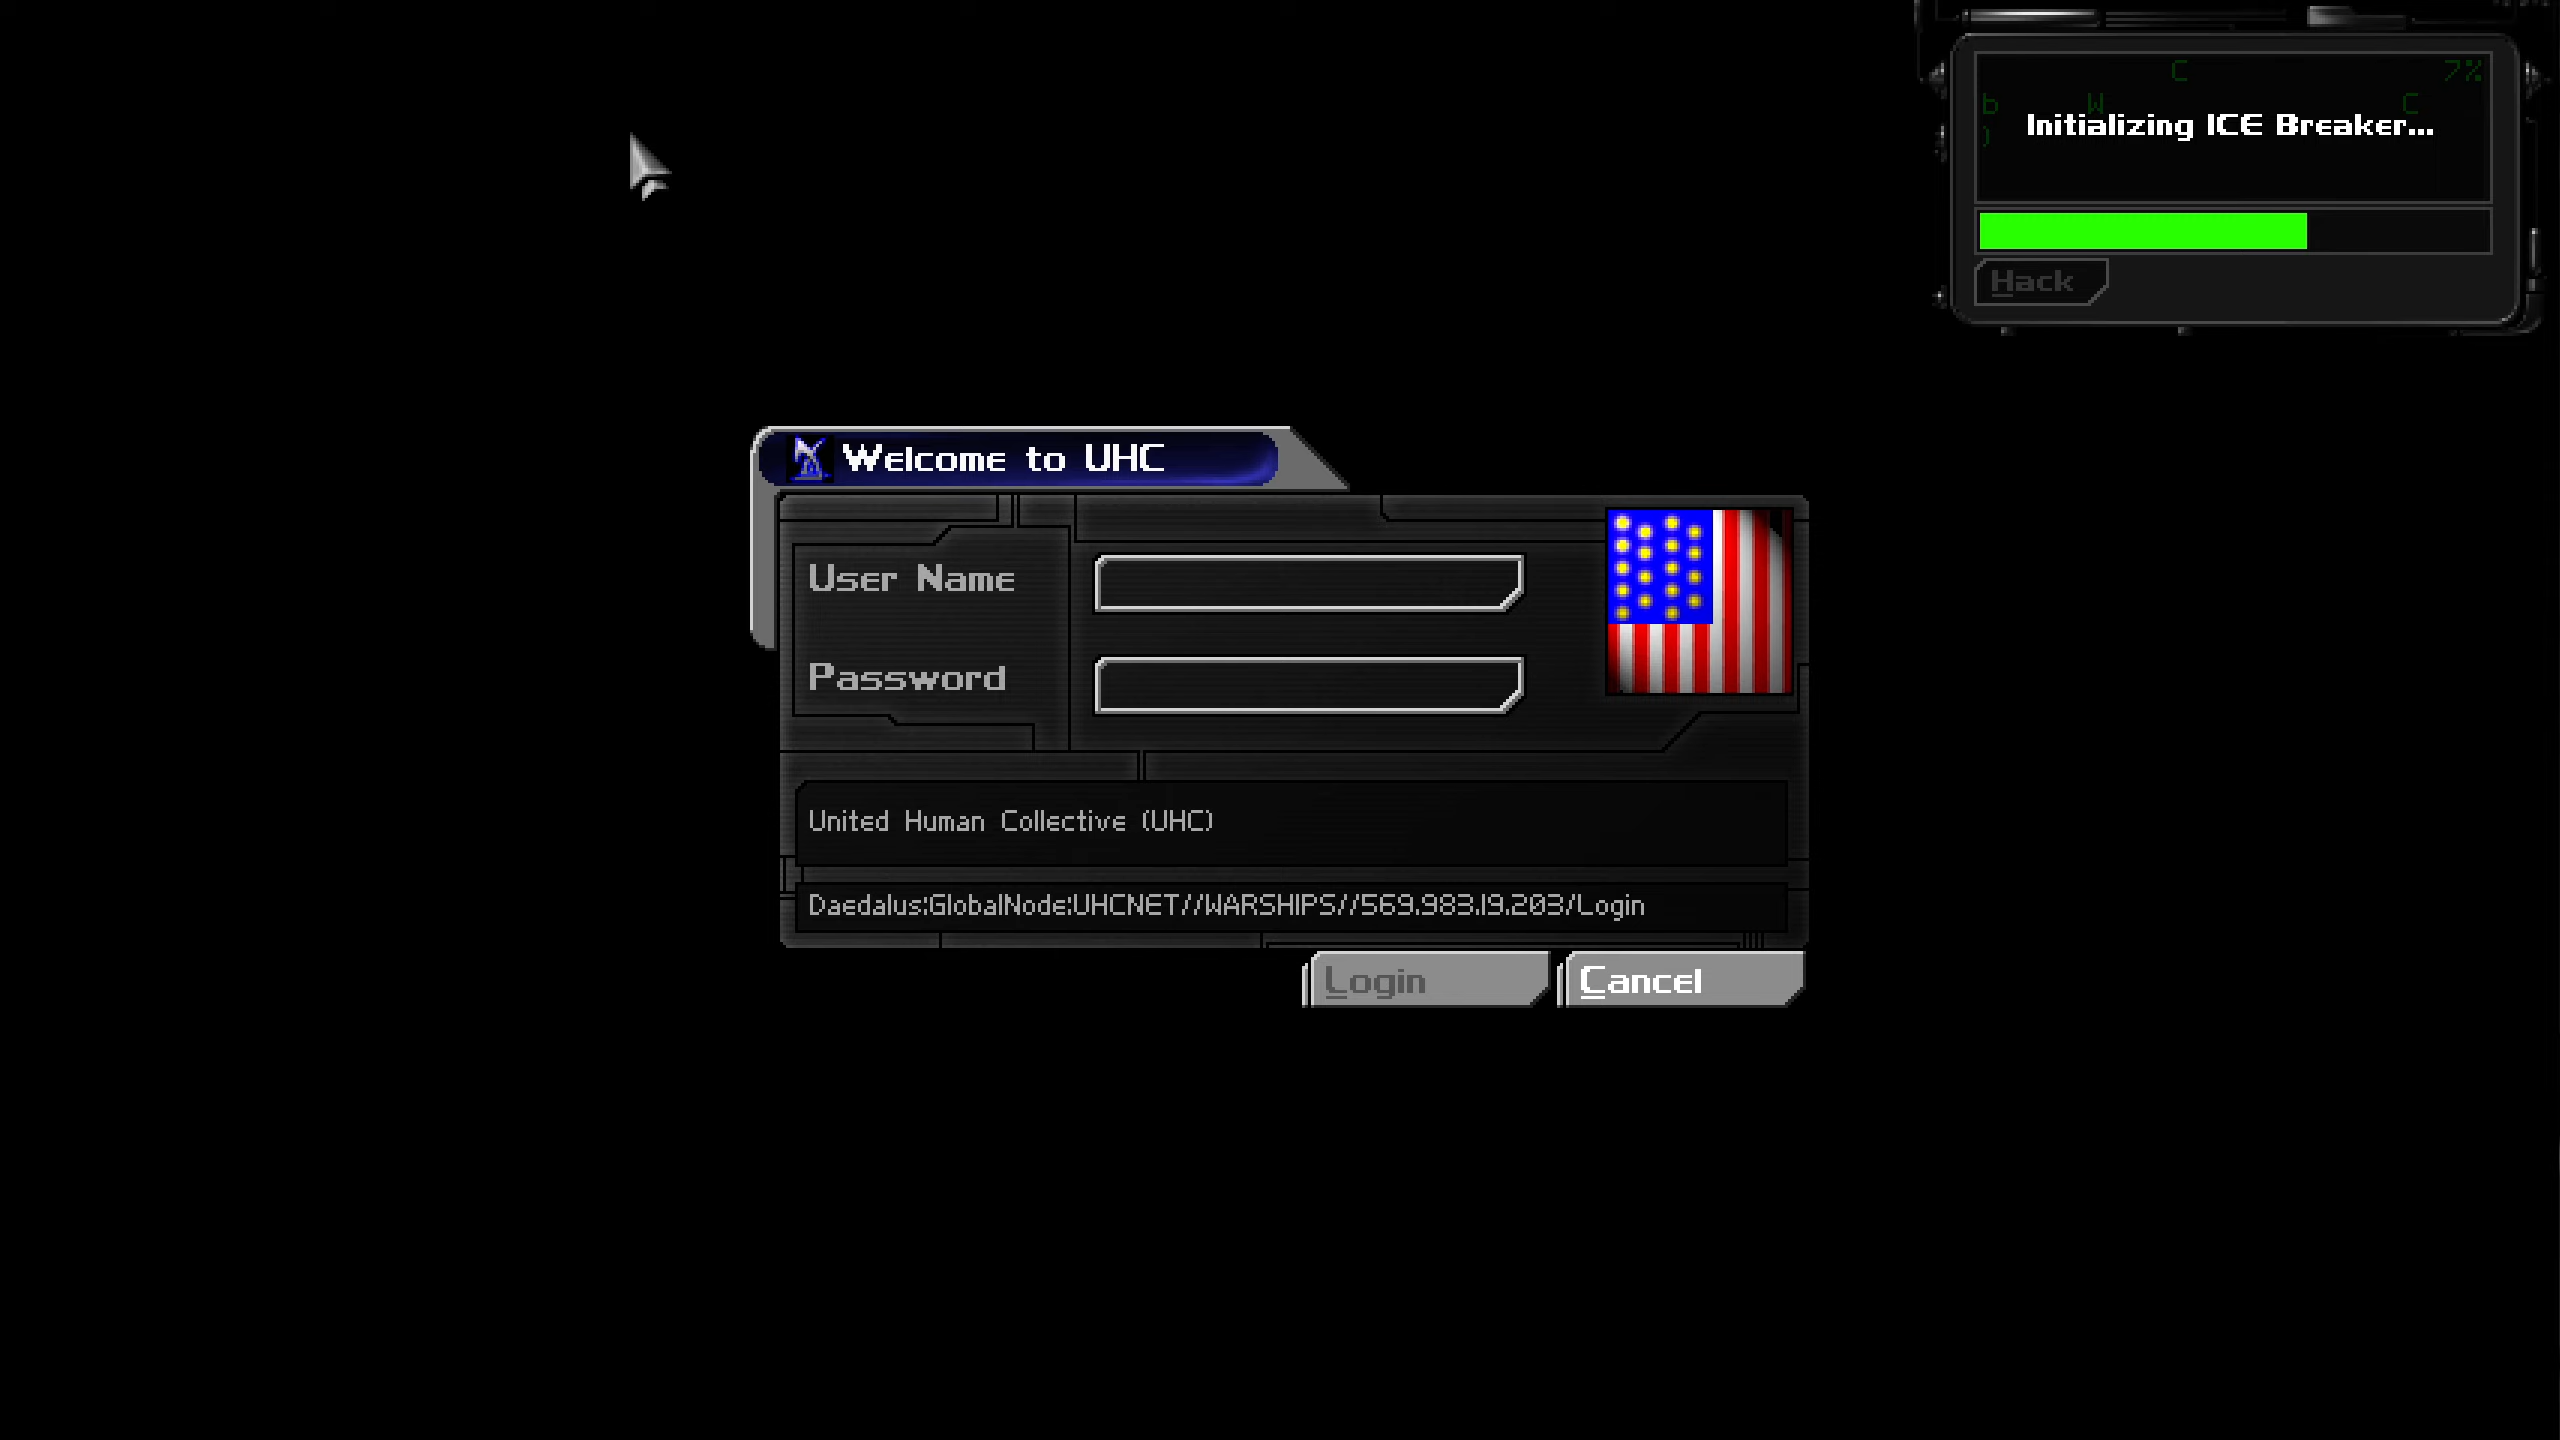 C 7%
b W C
Initializing ICE Breaker...
)
Hack
Welcome to UHC
User Name
Password
United Human Collective (UHC)
Daedalus:GlobalNode:UHCNET//WARSHIPS//569.983.19.203/Login
Login Cancel